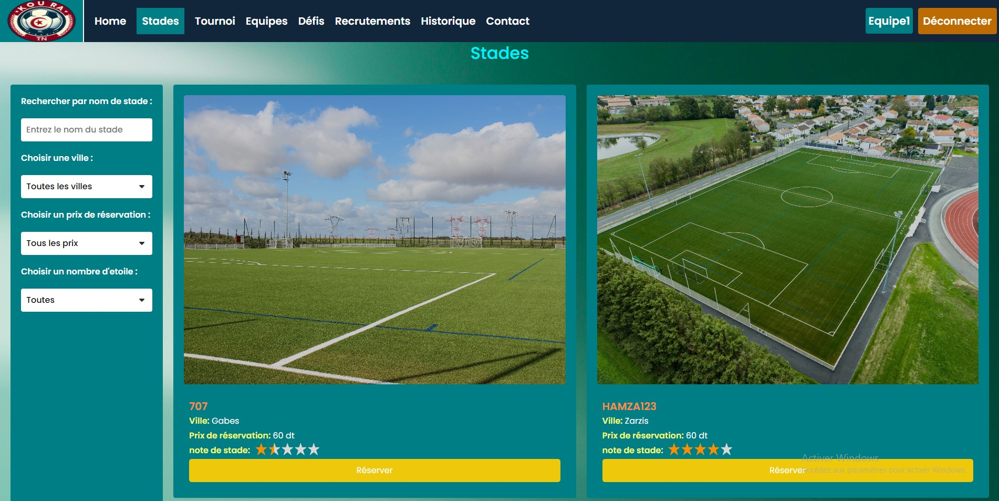 KOURA
TN
Home Stades Tournoi Equipes Défis Recrutements Historique Contact Equipe1 Déconnecter
Stades
Rechercher par nom de stade :
Entrez le nom du stade
Choisir une ville :
Toutes les villes
Choisir un prix de réservation :
Tous les prix
Choisir un nombre d'etoile :
Toutes
707
Ville: Gabes
Prix de réservation: 60 dt
note de stade:
Réserver
HAMZA123
Ville: Zarzis
Prix de réservation: 60 dt
note de stade:
Réserver
Activer Windows
Accédez aux paramètres pour activer Windows.